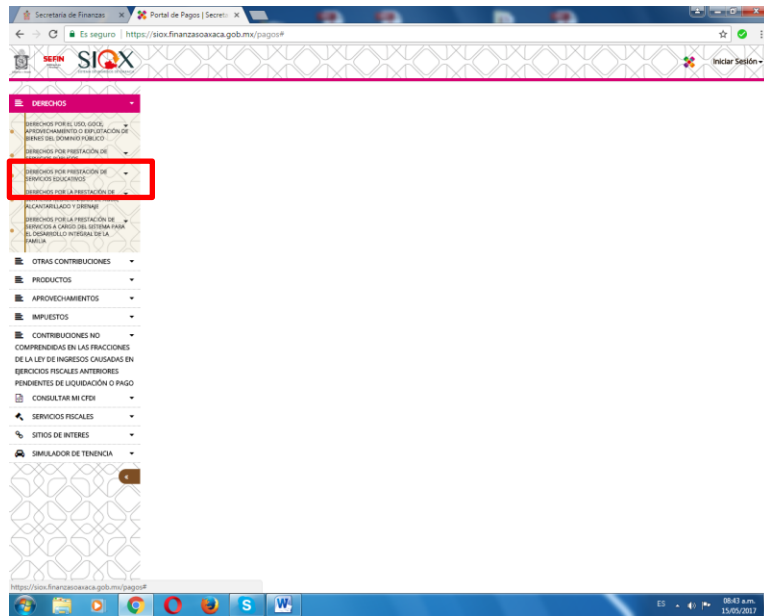 Secretaria de Finanzas
Portal de Pagos | Secreta
Es seguro | https://siox.finanzasoaxaca.gob.mx/pagos#
SEFIN
SIOX
Iniciar Sesión
DERECHOS
DERECHOS POR EL USO, GOCE,
APROVECHAMIENTO O EXPLOTACIÓN DE
BIENES DEL DOMINIO PÚBLICO
DERECHOS POR PRESTACIÓN DE
SERVICIOS PÚBLICOS
DERECHOS POR PRESTACIÓN DE
SERVICIOS EDUCATIVOS
DERECHOS POR LA PRESTACIÓN DE
ALCANTARILLADO Y DRENAJE
DERECHOS POR LA PRESTACIÓN DE
SERVICIOS A CARGO DEL SISTEMA PARA
EL DESARROLLO INTEGRAL DE LA
FAMILIA
OTRAS CONTRIBUCIONES
PRODUCTOS
APROVECHAMIENTOS
IMPUESTOS
CONTRIBUCIONES NO
COMPRENDIDAS EN LAS FRACCIONES
DE LA LEY DE INGRESOS CAUSADAS EN
EJERCICIOS FISCALES ANTERIORES
PENDIENTES DE LIQUIDACIÓN O PAGO
CONSULTAR MI CFDI
SERVICIOS FISCALES
SITIOS DE INTERES
SIMULADOR DE TENENCIA
https://siox.finanzasoaxaca.gob.mx/pagos#
ES
08:43 a.m.
15/05/2017